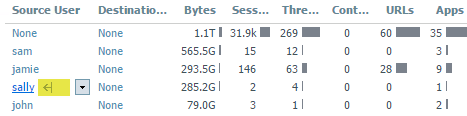 Source User Destinatio... Bytes Sess... Thre... Cont... URLs Apps
None None 1.1T 31.9k 269 0 60 35
sam None 565.5G 15 12 0 0 3
jamie None 293.5G 146 63 0 28 9
sally None 285.2G 2 4 0 0 1
john None 79.0G 3 1 0 0 2